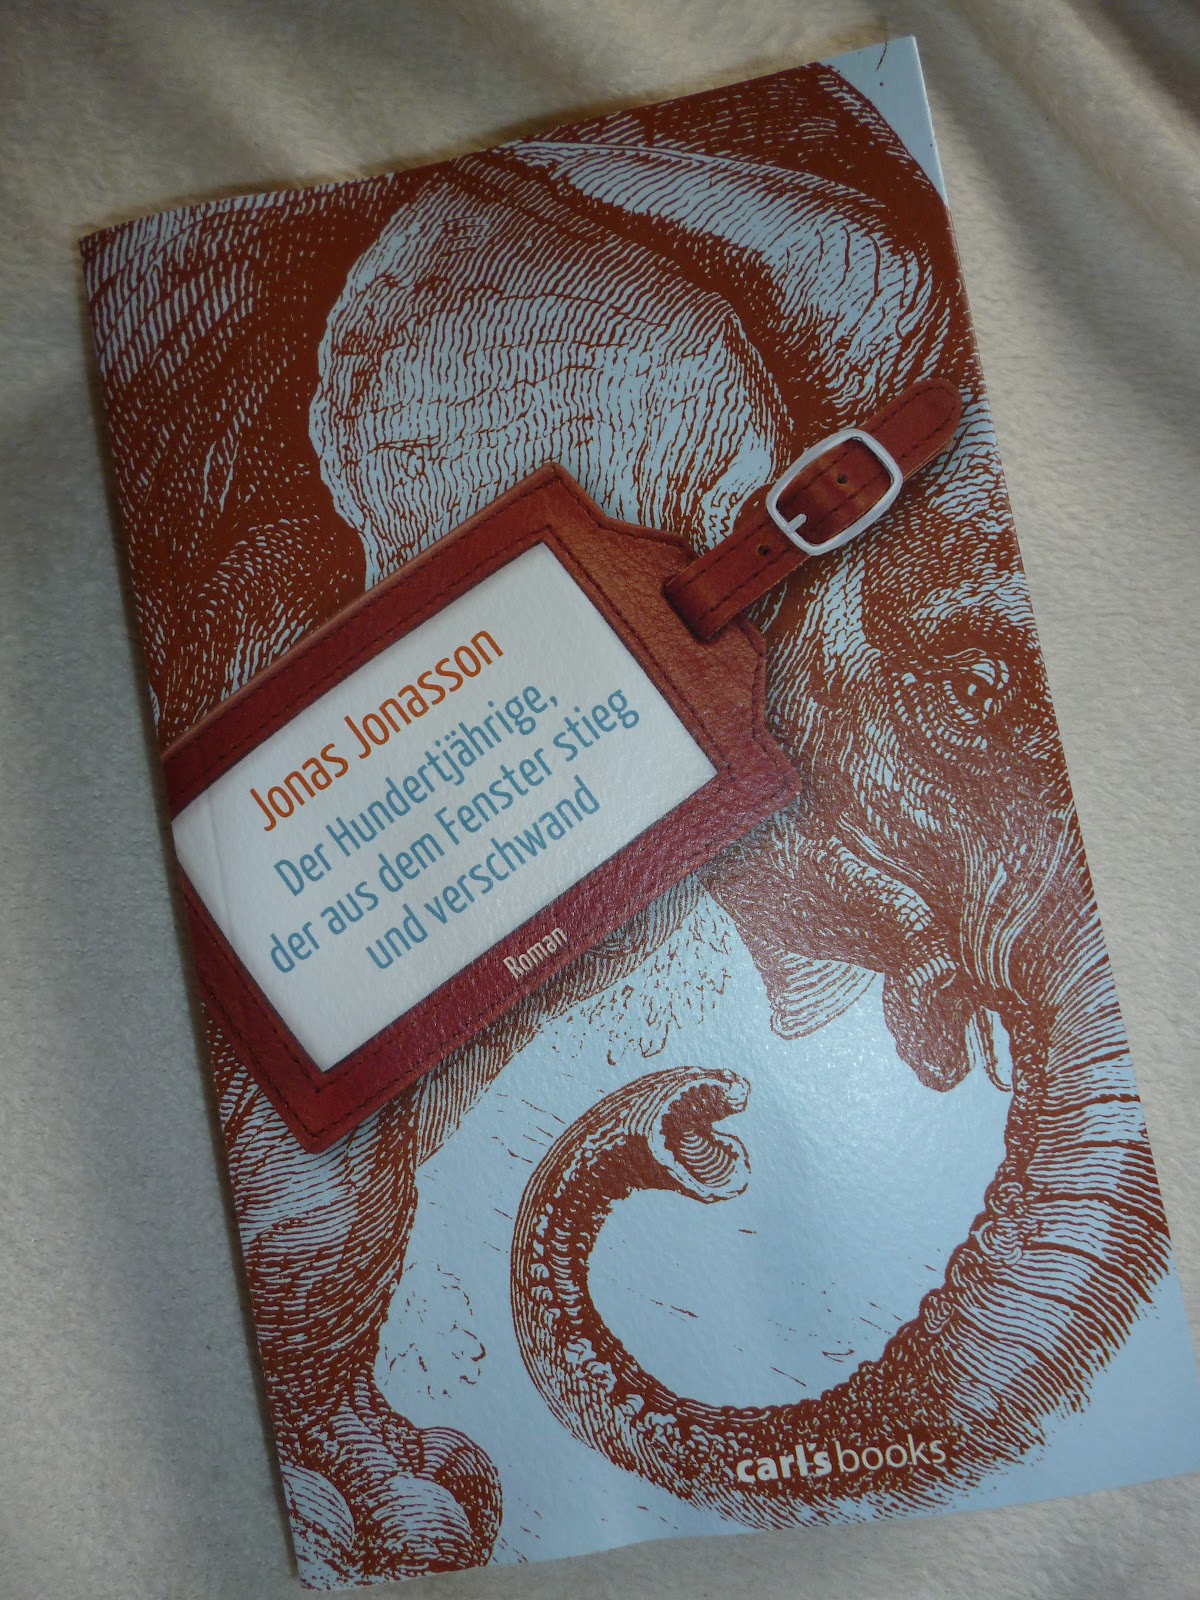 Jonas Jonasson
Der Hundertjährige,
der aus dem Fenster stieg
und verschwand
Roman
carl's books